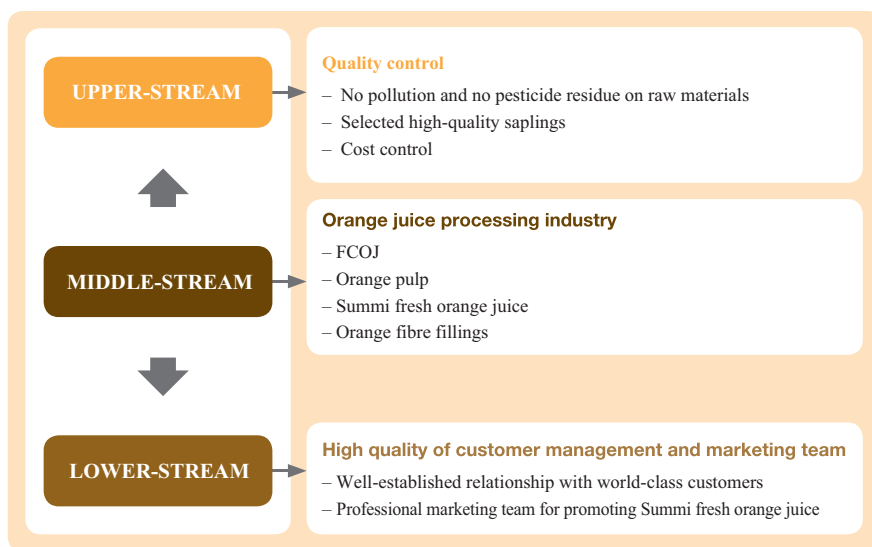 UPPER-STREAM
Quality control
– No pollution and no pesticide residue on raw materials
– Selected high-quality saplings
– Cost control
MIDDLE-STREAM
Orange juice processing industry
– FCOJ
– Orange pulp
– Summi fresh orange juice
– Orange fibre fillings
LOWER-STREAM
High quality of customer management and marketing team
– Well-established relationship with world-class customers
– Professional marketing team for promoting Summi fresh orange juice